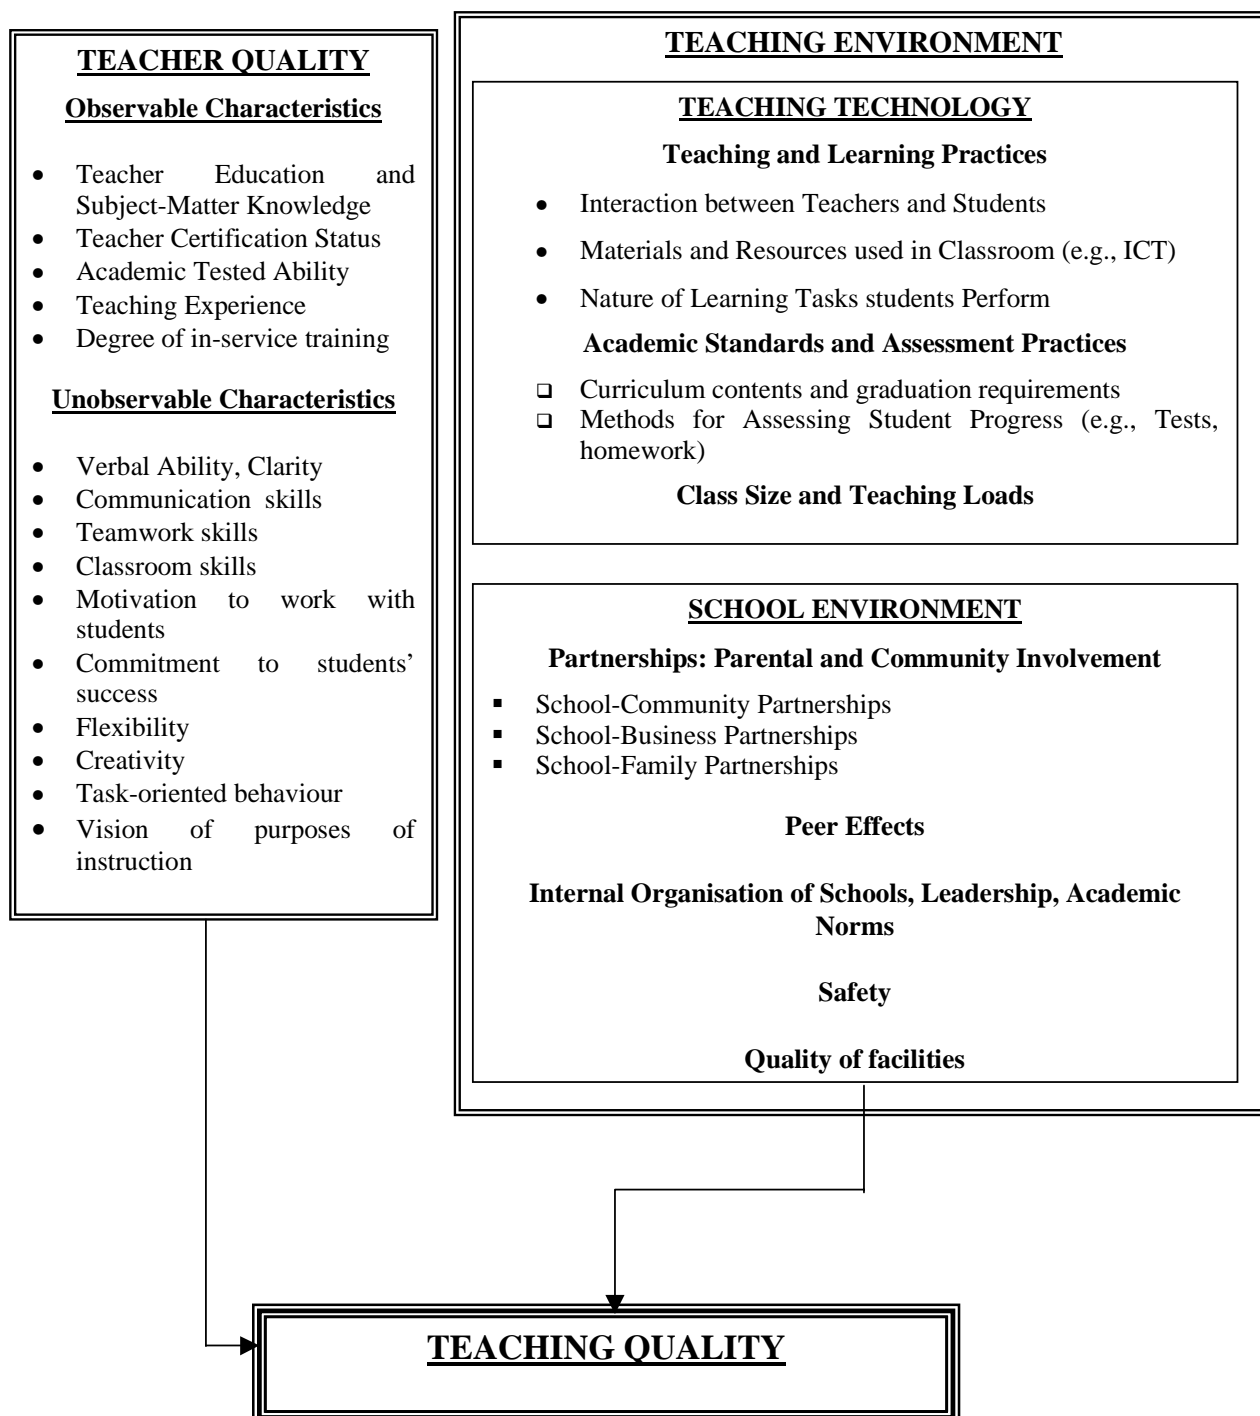 TEACHER QUALITY
Observable Characteristics
• Teacher Education and
Subject-Matter Knowledge
• Teacher Certification Status
• Academic Tested Ability
• Teaching Experience
• Degree of in-service training
Unobservable Characteristics
• Verbal Ability, Clarity
• Communication skills
• Teamwork skills
• Classroom skills
• Motivation to work with
students
• Commitment to students’
success
• Flexibility
• Creativity
• Task-oriented behaviour
• Vision of purposes of
instruction
TEACHING ENVIRONMENT
TEACHING TECHNOLOGY
Teaching and Learning Practices
• Interaction between Teachers and Students
• Materials and Resources used in Classroom (e.g., ICT)
• Nature of Learning Tasks students Perform
Academic Standards and Assessment Practices
❑ Curriculum contents and graduation requirements
❑ Methods for Assessing Student Progress (e.g., Tests,
homework)
Class Size and Teaching Loads
SCHOOL ENVIRONMENT
Partnerships: Parental and Community Involvement
▪ School-Community Partnerships
▪ School-Business Partnerships
▪ School-Family Partnerships
Peer Effects
Internal Organisation of Schools, Leadership, Academic
Norms
Safety
Quality of facilities
TEACHING QUALITY